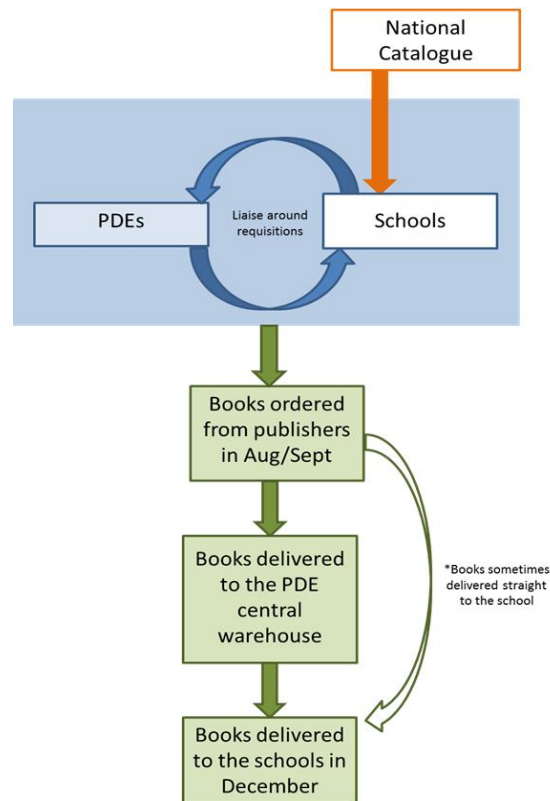 National
Catalogue
PDEs
Liaise around
requisitions
Schools
Books ordered
from publishers
in Aug/Sept
*Books sometimes
delivered straight
to the school
Books delivered
to the PDE
central
warehouse
Books delivered
to the schools in
December